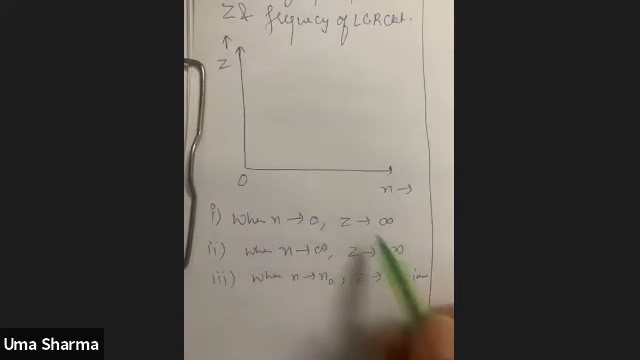 Z & frequency of LCR Ckt.
↑
Z
0
n →
i) When n → 0, Z → ∞
ii) when n → ∞, Z → ∞
iii) when n → n₀, Z →
Uma Sharma